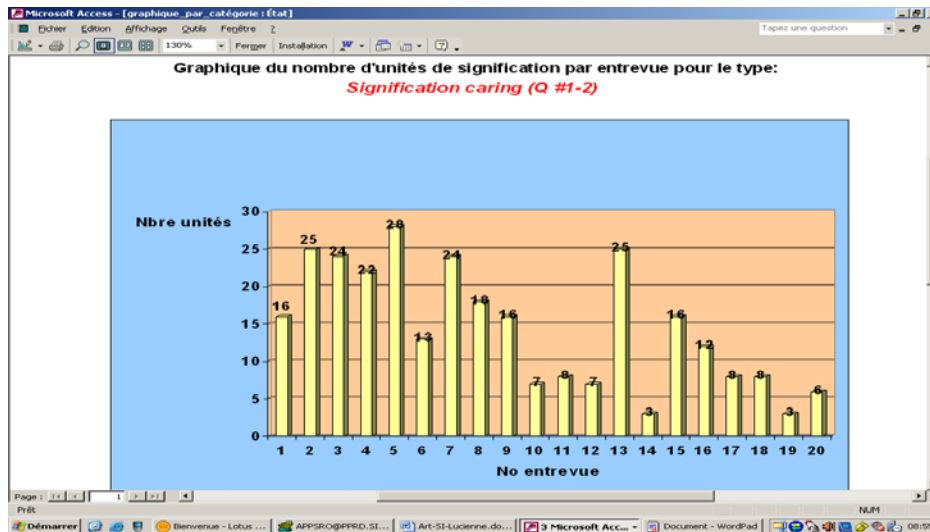 Microsoft Access - [graphique_par_catégorie : État]
Fichier Edition Affichage Outils Fenêtre ?
Tapez une question
130% Fermer Installation
Graphique du nombre d'unités de signification par entrevue pour le type:
Signification caring (Q #1-2)
Nbre unités
30
25
20
15
10
5
0
16 25 24 22 28 13 24 18 16 7 8 7 25 3 16 12 8 8 3 6
1 2 3 4 5 6 7 8 9 10 11 12 13 14 15 16 17 18 19 20
No entrevue
Page : 1
Prêt
NUM
Démarrer Bienvenue - Lotus ... APPSRO@PPRD.SI... Art-SI-Lucienne.do... 3 Microsoft Acc... Document - WordPad